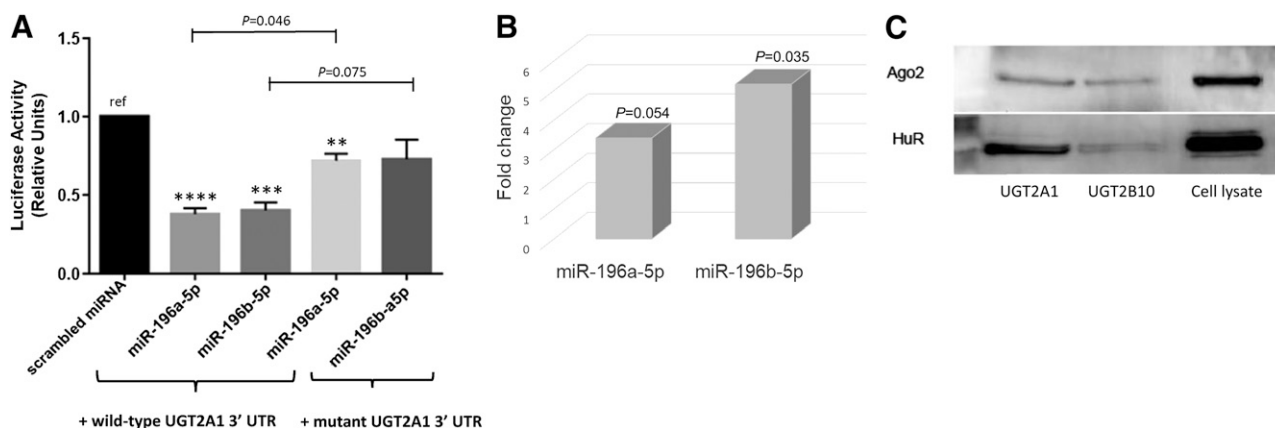 A
P=0.046
P=0.075
Luciferase Activity
(Relative Units)
1.5
1.0
0.5
0.0
ref
****
***
**
scrambled miRNA
miR-196a-5p
miR-196b-5p
miR-196a-5p
miR-196b-a5p
+ wild-type UGT2A1 3' UTR
+ mutant UGT2A1 3' UTR
B
Fold change
6
5
4
3
2
1
0
P=0.054
P=0.035
miR-196a-5p
miR-196b-5p
C
Ago2
HuR
UGT2A1
UGT2B10
Cell lysate